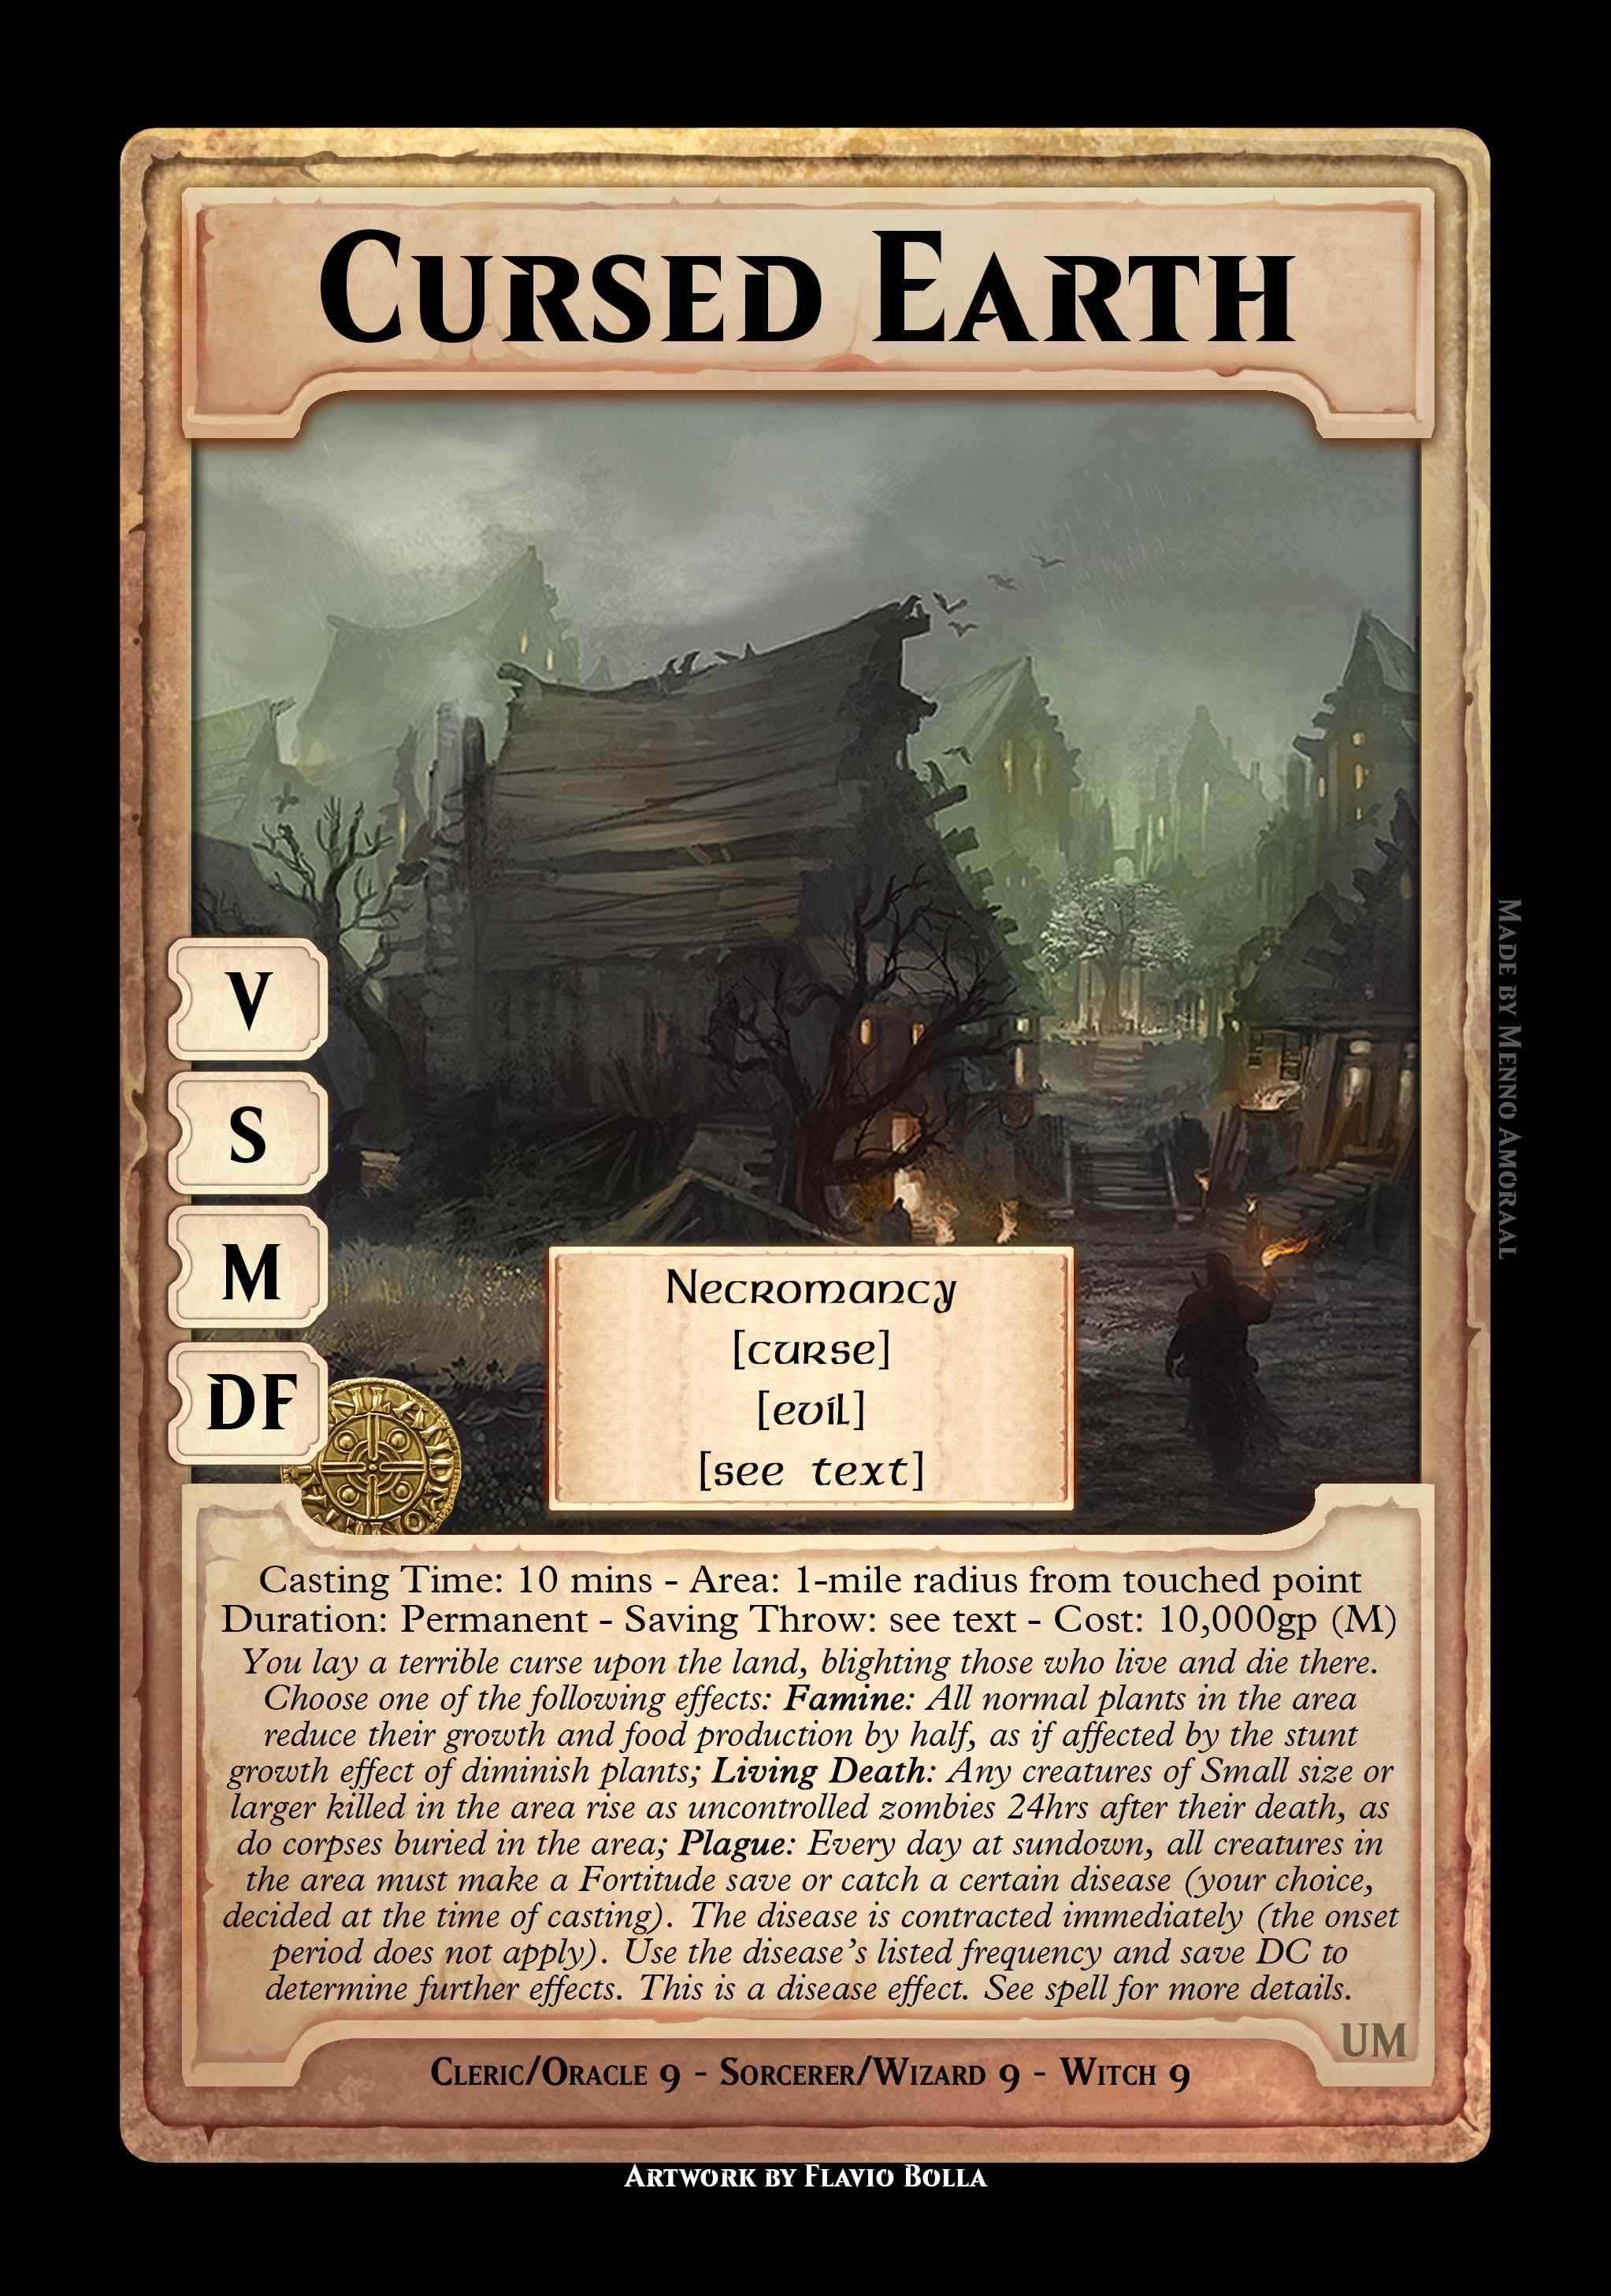 Cursed Earth
V
S
M
DF
Necromancy
[curse]
[evil]
[see text]
Casting Time: 10 mins - Area: 1-mile radius from touched point
Duration: Permanent - Saving Throw: see text - Cost: 10,000gp (M)
You lay a terrible curse upon the land, blighting those who live and die there.
Choose one of the following effects: Famine: All normal plants in the area
reduce their growth and food production by half, as if affected by the stunt
growth effect of diminish plants; Living Death: Any creatures of Small size or
larger killed in the area rise as uncontrolled zombies 24hrs after their death, as
do corpses buried in the area; Plague: Every day at sundown, all creatures in
the area must make a Fortitude save or catch a certain disease (your choice,
decided at the time of casting). The disease is contracted immediately (the onset
period does not apply). Use the disease's listed frequency and save DC to
determine further effects. This is a disease effect. See spell for more details.
UM
Cleric/Oracle 9 - Sorcerer/Wizard 9 - Witch 9
Artwork by Flavio Bolla
Made by Menno Amoraal